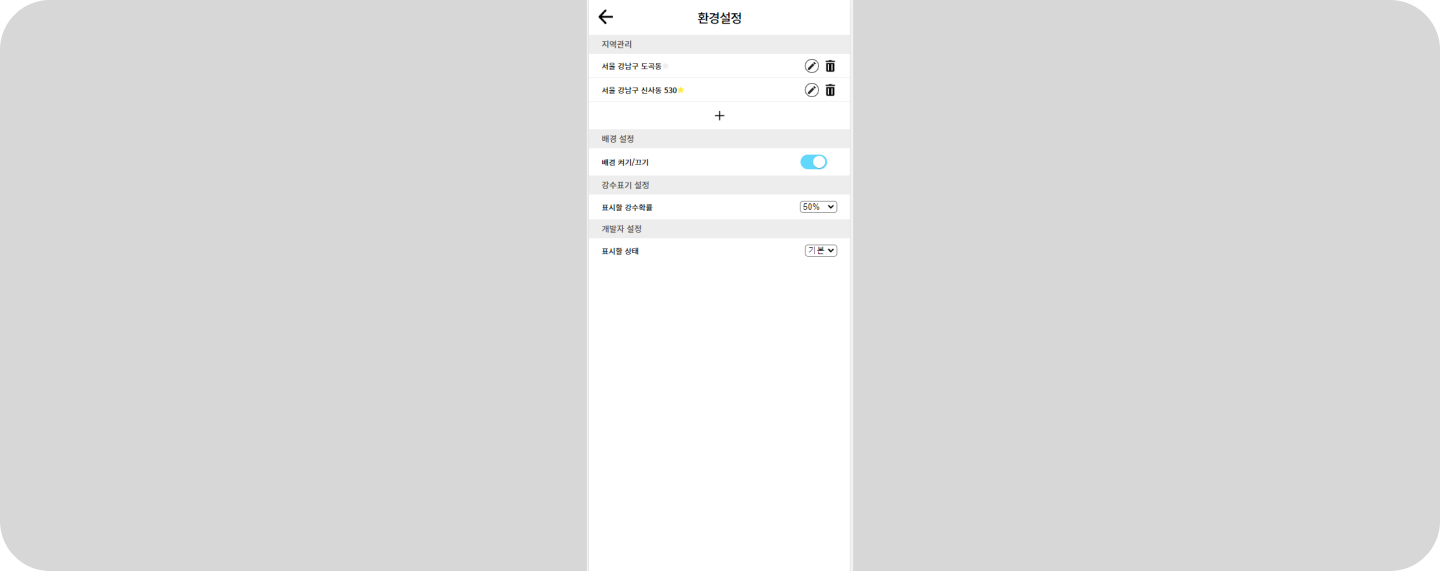 환경설정
지역관리
서울 강남구 도곡동
서울 강남구 신사동 530
배경 설정
배경 켜기/끄기
강수표기 설정
표시할 강수확률
50%
개발자 설정
표시할 상태
기본